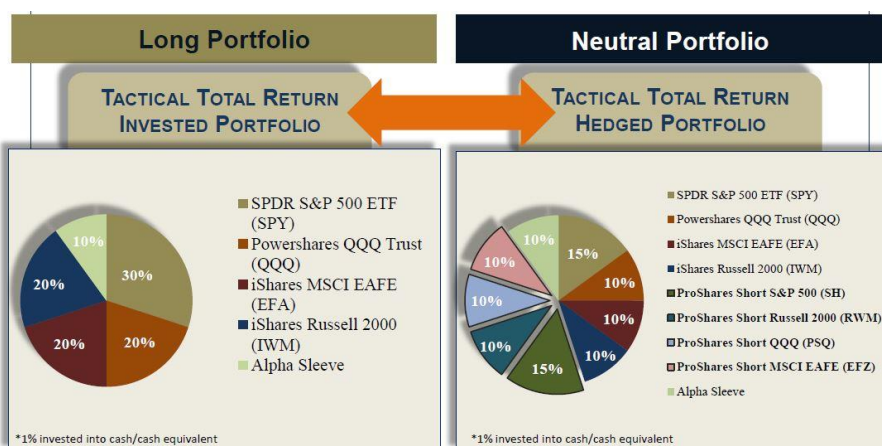 Long Portfolio
TACTICAL TOTAL RETURN
INVESTED PORTFOLIO
SPDR S&P 500 ETF
(SPY)
Powershares QQQ Trust
(QQQ)
iShares MSCI EAFE
(EFA)
iShares Russell 2000
(IWM)
Alpha Sleeve
10%
30%
20%
20%
20%
*1% invested into cash/cash equivalent
Neutral Portfolio
TACTICAL TOTAL RETURN
HEDGED PORTFOLIO
SPDR S&P 500 ETF (SPY)
Powershares QQQ Trust (QQQ)
iShares MSCI EAFE (EFA)
iShares Russell 2000 (IWM)
ProShares Short S&P 500 (SH)
ProShares Short Russell 2000 (RWM)
ProShares Short QQQ (PSQ)
ProShares Short MSCI EAFE (EFZ)
Alpha Sleeve
10%
15%
10%
10%
10%
15%
10%
10%
10%
*1% invested into cash/cash equivalent